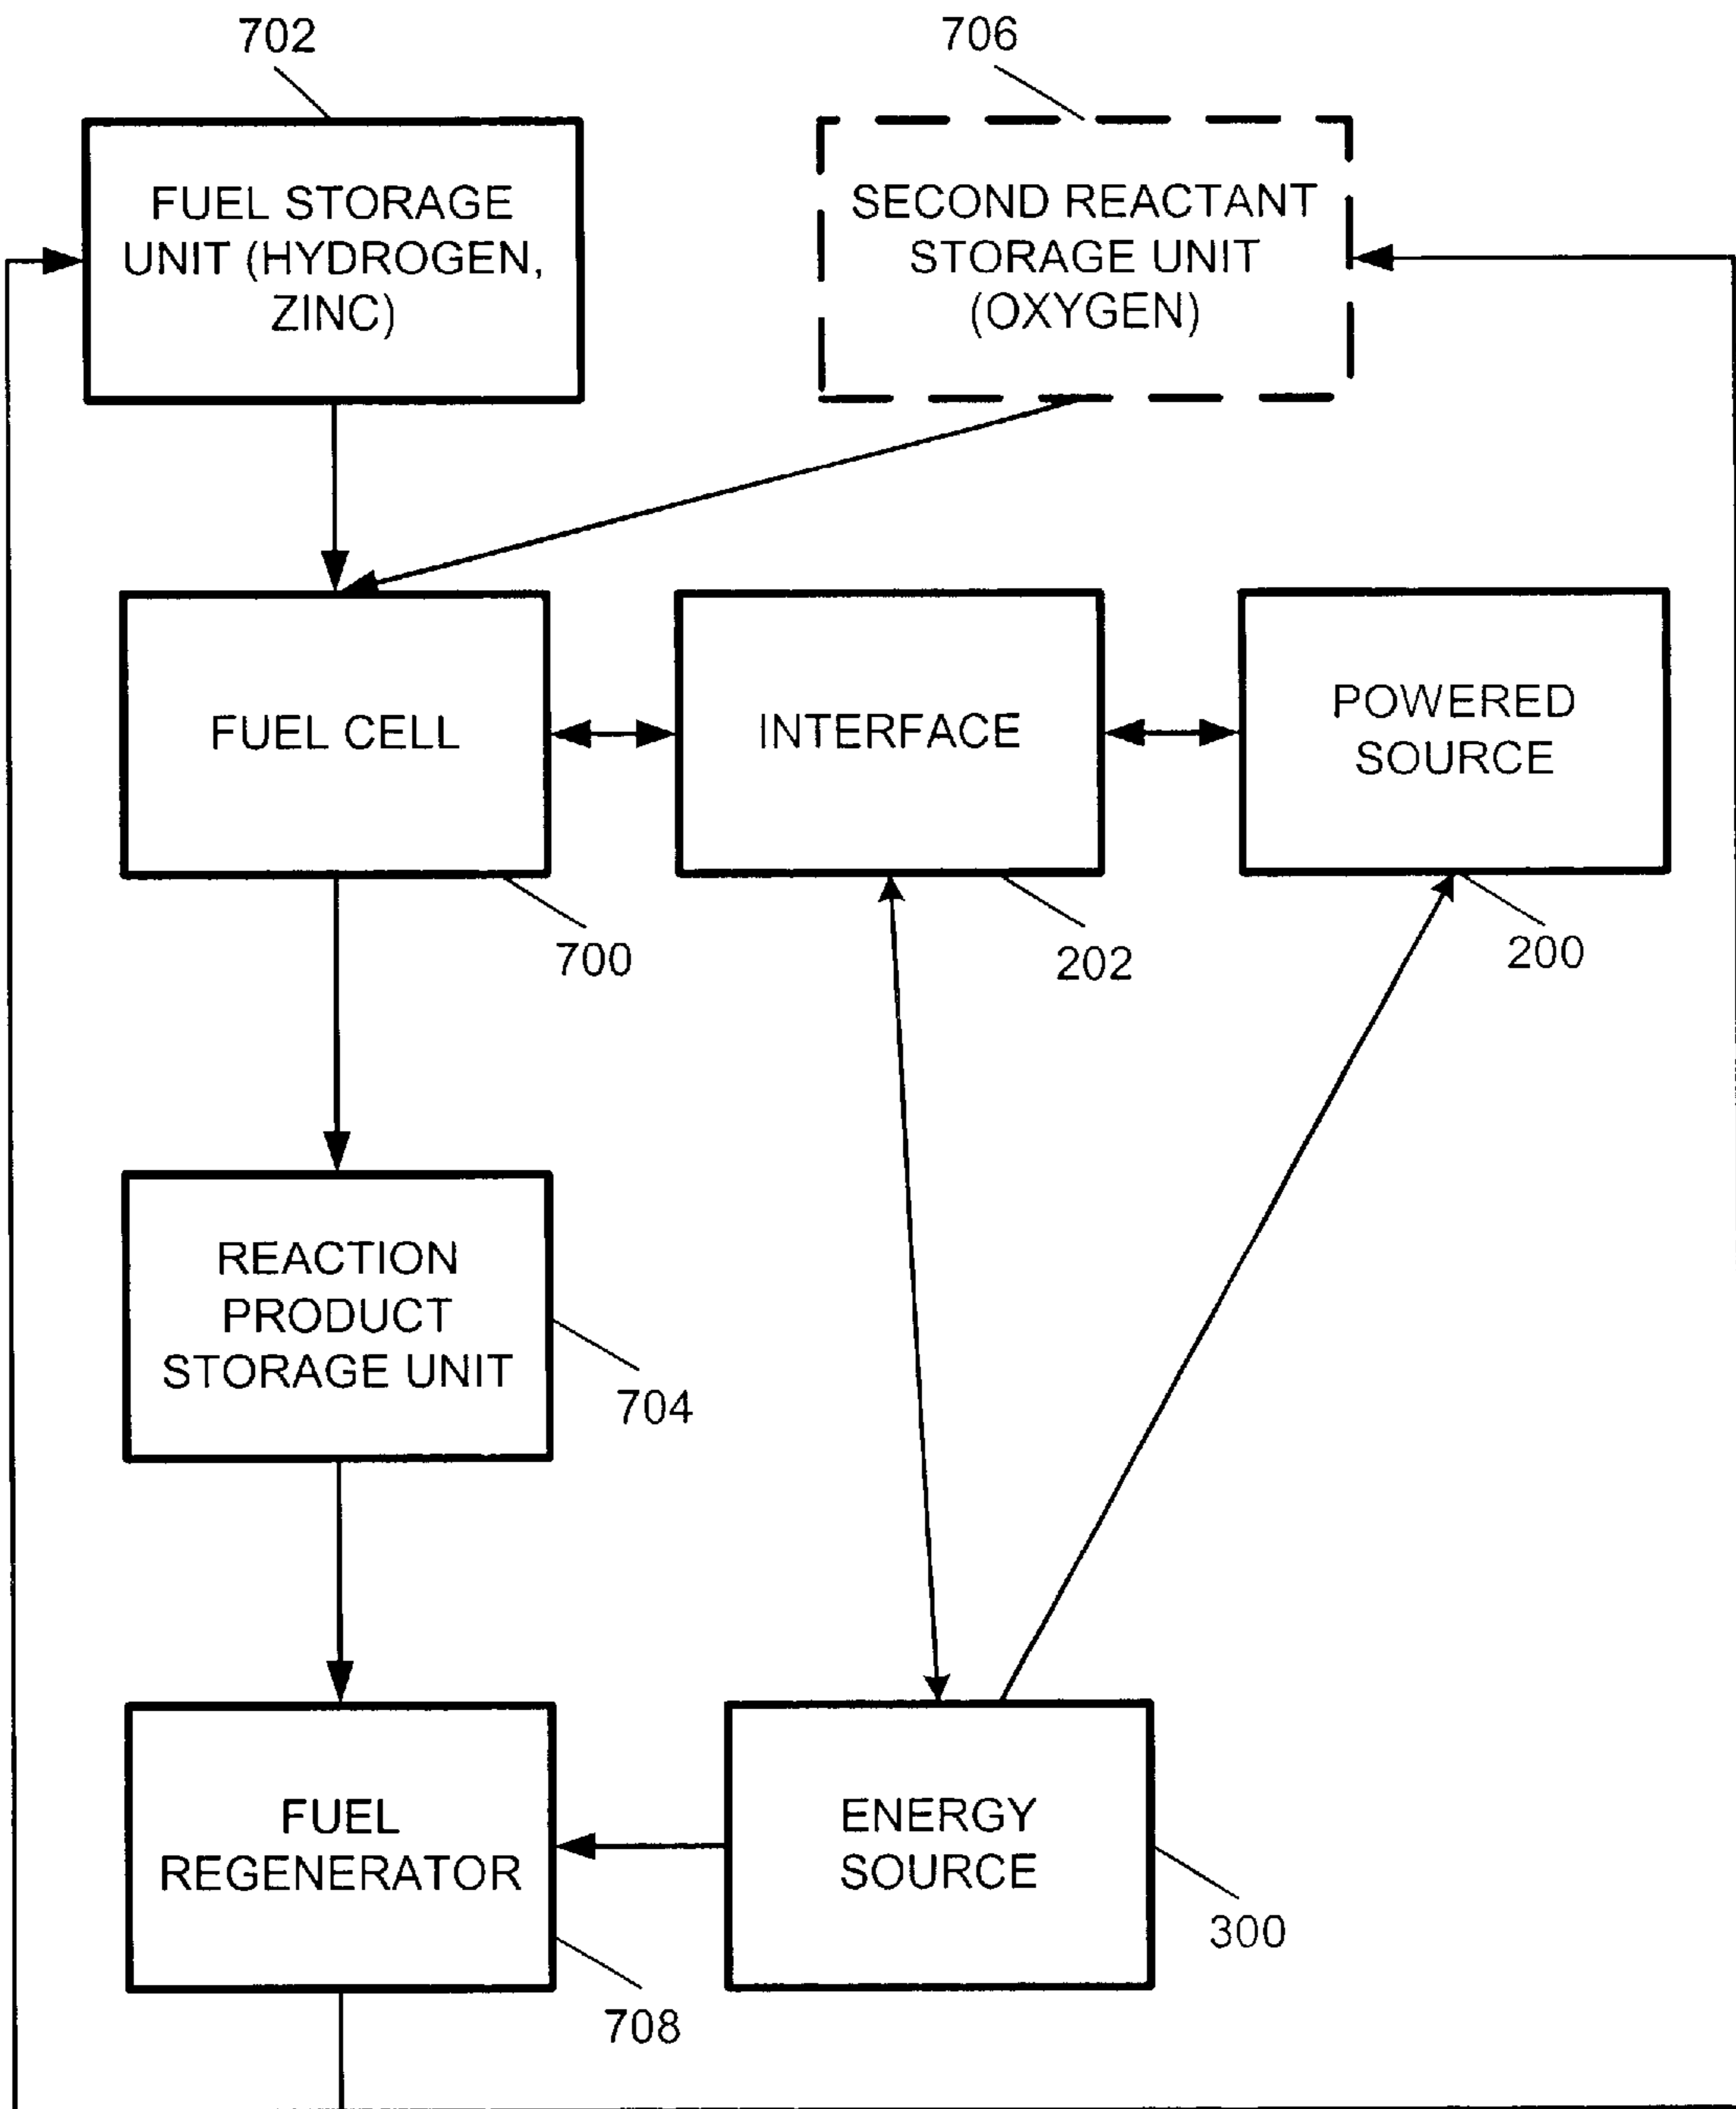 702
706
FUEL STORAGE
UNIT (HYDROGEN,
ZINC)
SECOND REACTANT
STORAGE UNIT
(OXYGEN)
FUEL CELL
INTERFACE
POWERED
SOURCE
700
202
200
REACTION
PRODUCT
STORAGE UNIT
704
FUEL
REGENERATOR
ENERGY
SOURCE
300
708